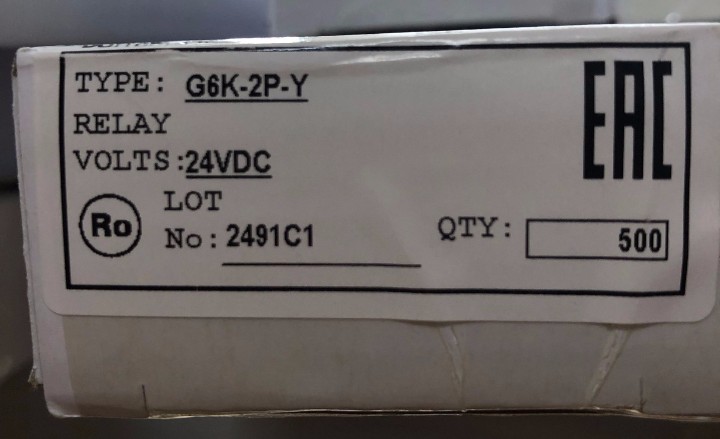 TYPE: G6K-2P-Y
RELAY
VOLTS:24VDC
EAC
LOT
Ro
No: 2491C1
QTY: 500